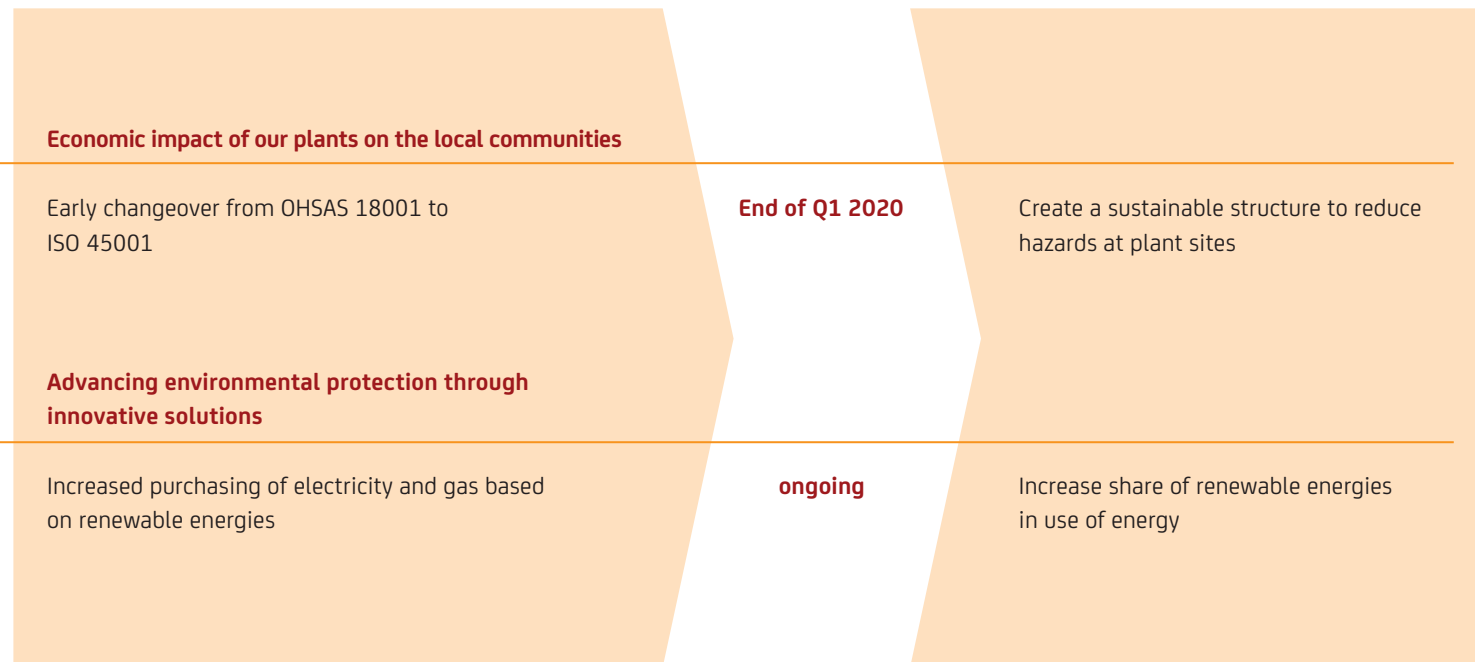 Economic impact of our plants on the local communities
Early changeover from OHSAS 18001 to
ISO 45001
End of Q1 2020
Create a sustainable structure to reduce
hazards at plant sites
Advancing environmental protection through
innovative solutions
Increased purchasing of electricity and gas based
on renewable energies
ongoing
Increase share of renewable energies
in use of energy